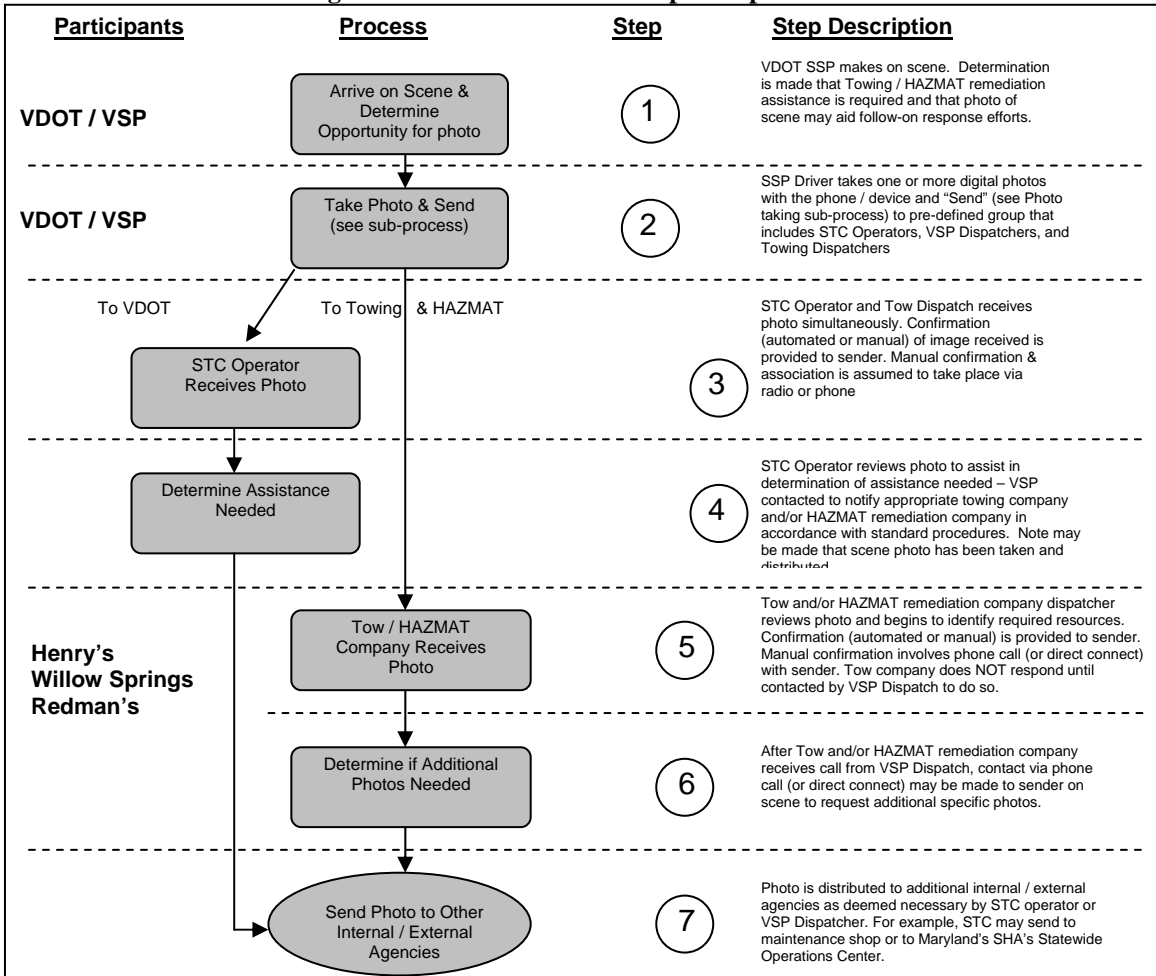 Participants Process Step Step Description
VDOT / VSP
Arrive on Scene &
Determine
Opportunity for photo
1
VDOT SSP makes on scene. Determination
is made that Towing / HAZMAT remediation
assistance is required and that photo of
scene may aid follow-on response efforts.
VDOT / VSP
Take Photo & Send
(see sub-process)
2
SSP Driver takes one or more digital photos
with the phone / device and “Send” (see Photo
taking sub-process) to pre-defined group that
includes STC Operators, VSP Dispatchers, and
Towing Dispatchers
To VDOT
To Towing & HAZMAT
STC Operator
Receives Photo
3
STC Operator and Tow Dispatch receives
photo simultaneously. Confirmation
(automated or manual) of image received is
provided to sender. Manual confirmation &
association is assumed to take place via
radio or phone
Determine Assistance
Needed
4
STC Operator reviews photo to assist in
determination of assistance needed – VSP
contacted to notify appropriate towing company
and/or HAZMAT remediation company in
accordance with standard procedures. Note may
be made that scene photo has been taken and
distributed
Henry’s
Willow Springs
Redman’s
Tow / HAZMAT
Company Receives
Photo
5
Tow and/or HAZMAT remediation company dispatcher
reviews photo and begins to identify required resources.
Confirmation (automated or manual) is provided to sender.
Manual confirmation involves phone call (or direct connect)
with sender. Tow company does NOT respond until
contacted by VSP Dispatch to do so.
Determine if Additional
Photos Needed
6
After Tow and/or HAZMAT remediation company
receives call from VSP Dispatch, contact via phone
call (or direct connect) may be made to sender on
scene to request additional specific photos.
Send Photo to Other
Internal / External
Agencies
7
Photo is distributed to additional internal / external
agencies as deemed necessary by STC operator or
VSP Dispatcher. For example, STC may send to
maintenance shop or to Maryland’s SHA’s Statewide
Operations Center.